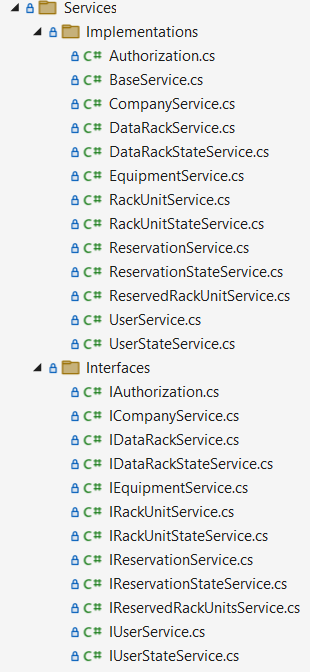 Services
Implementations
C# Authorization.cs
C# BaseService.cs
C# CompanyService.cs
C# DataRackService.cs
C# DataRackStateService.cs
C# EquipmentService.cs
C# RackUnitService.cs
C# RackUnitStateService.cs
C# ReservationService.cs
C# ReservationStateService.cs
C# ReservedRackUnitService.cs
C# UserService.cs
C# UserStateService.cs
Interfaces
C# IAuthorization.cs
C# ICompanyService.cs
C# IDataRackService.cs
C# IDataRackStateService.cs
C# IEquipmentService.cs
C# IRackUnitService.cs
C# IRackUnitStateService.cs
C# IReservationService.cs
C# IReservationStateService.cs
C# IReservedRackUnitsService.cs
C# IUserService.cs
C# IUserStateService.cs